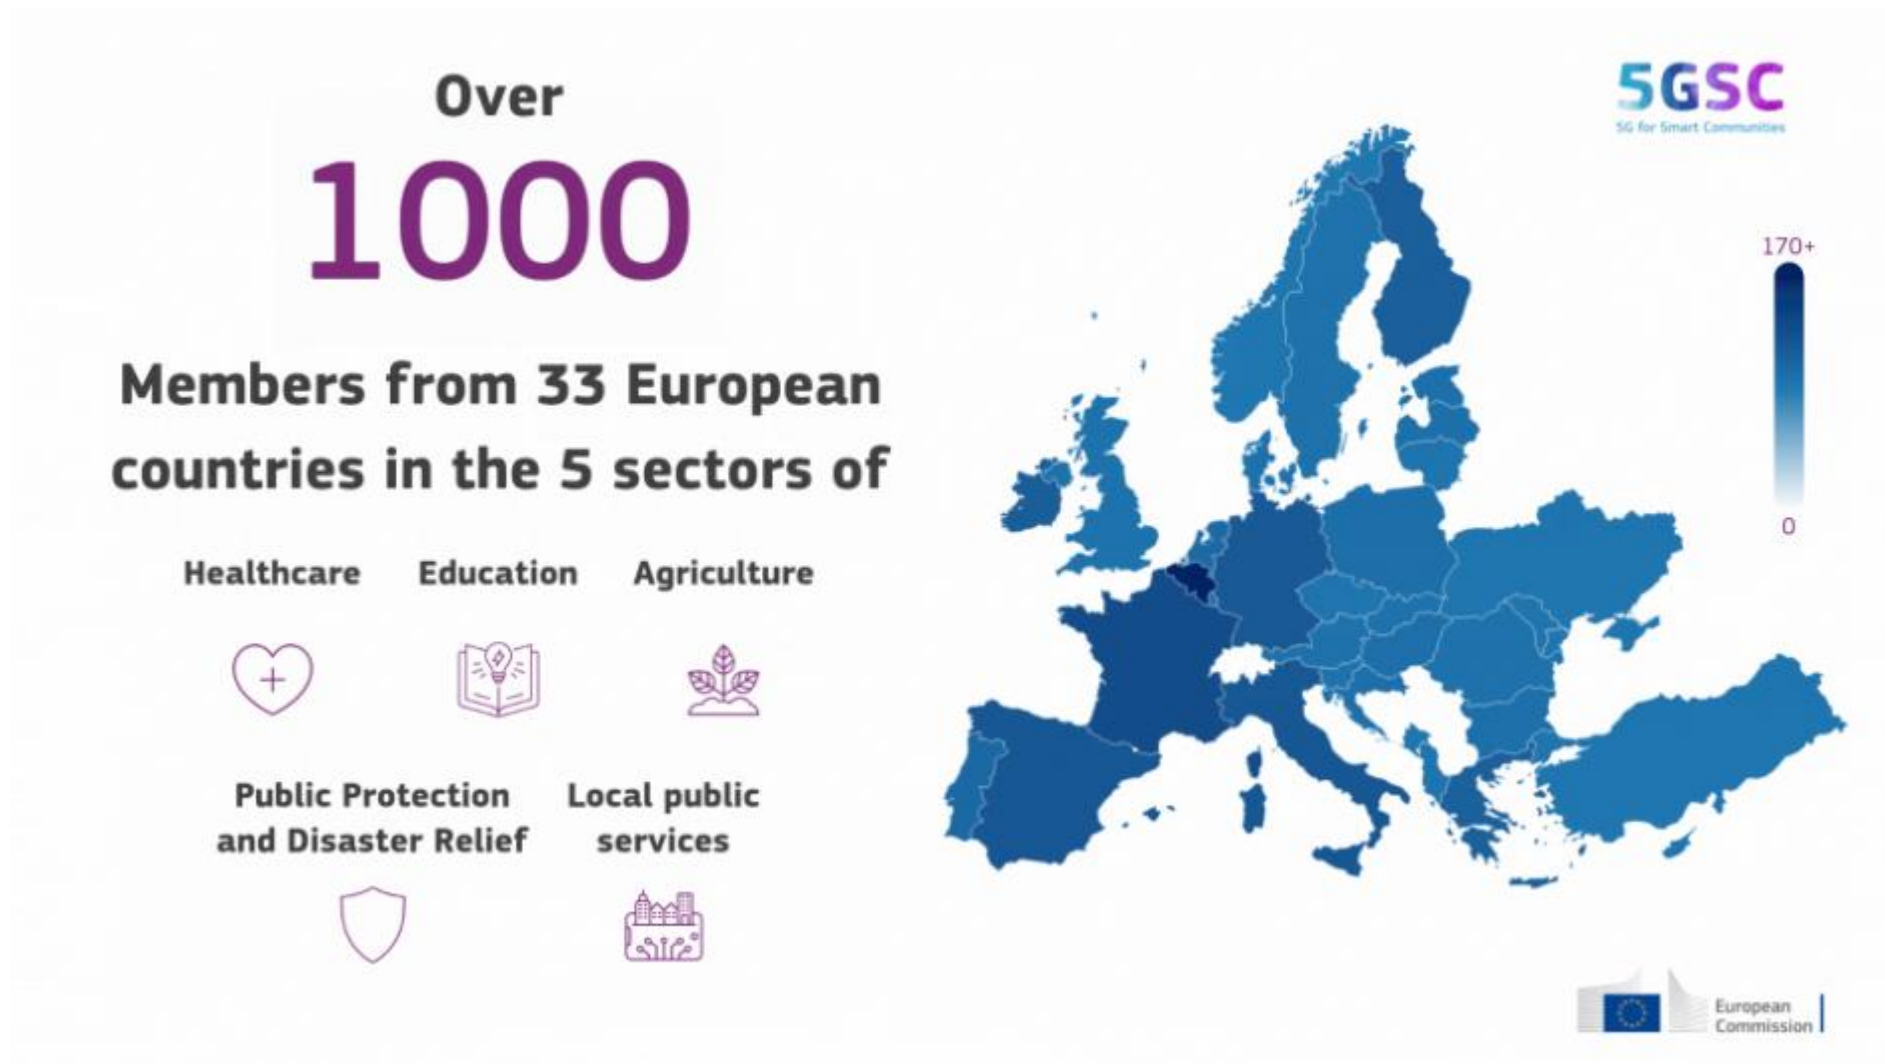 Over
1000
Members from 33 European
countries in the 5 sectors of
Healthcare
Education
Agriculture
Public Protection
and Disaster Relief
Local public
services
5GSC
5G for Smart Communities
170+
0
European
Commission